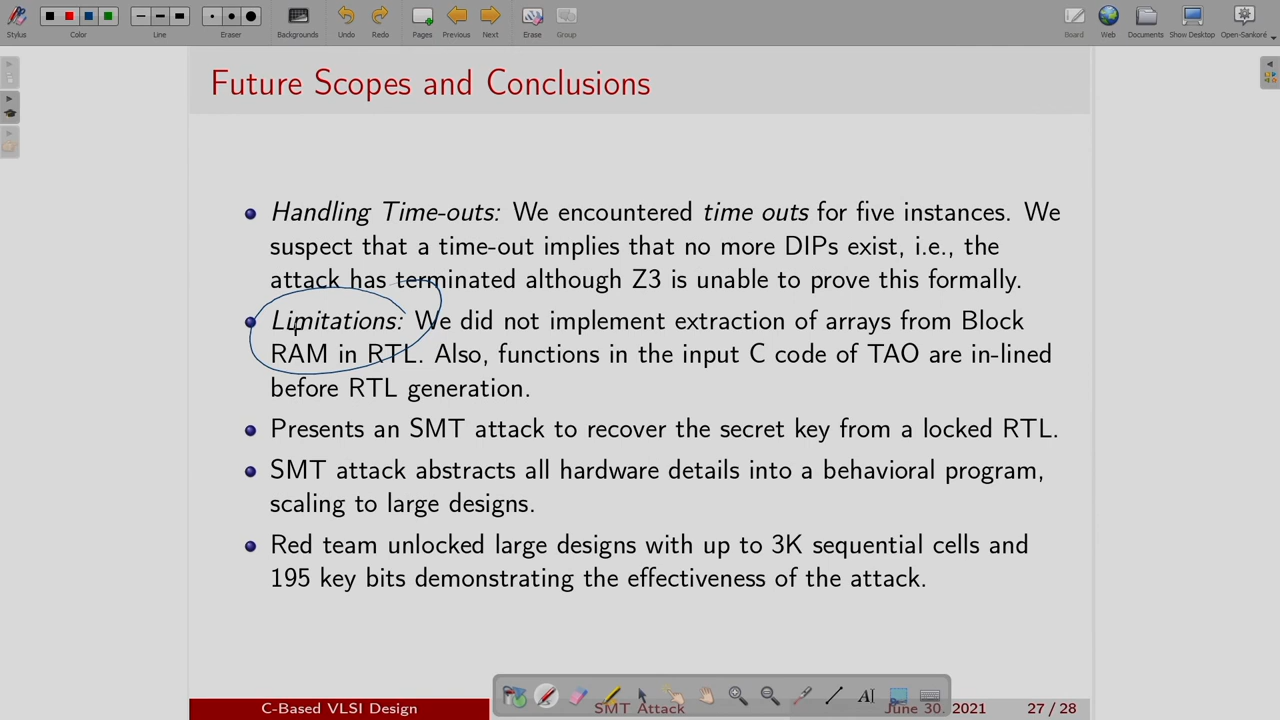 Stylus
Color
Line
Eraser
Backgrounds
Undo
Redo
Pages
Previous
Next
Erase
Group
Board
Web
Documents
Show Desktop
Open-Sankoré
Future Scopes and Conclusions
Handling Time-outs: We encountered time outs for five instances. We
suspect that a time-out implies that no more DIPs exist, i.e., the
attack has terminated although Z3 is unable to prove this formally.
Limitations: We did not implement extraction of arrays from Block
RAM in RTL. Also, functions in the input C code of TAO are in-lined
before RTL generation.
Presents an SMT attack to recover the secret key from a locked RTL.
SMT attack abstracts all hardware details into a behavioral program,
scaling to large designs.
Red team unlocked large designs with up to 3K sequential cells and
195 key bits demonstrating the effectiveness of the attack.
AI
C-Based VLSI Design
SMT Attack
June 30, 2021
27 / 28